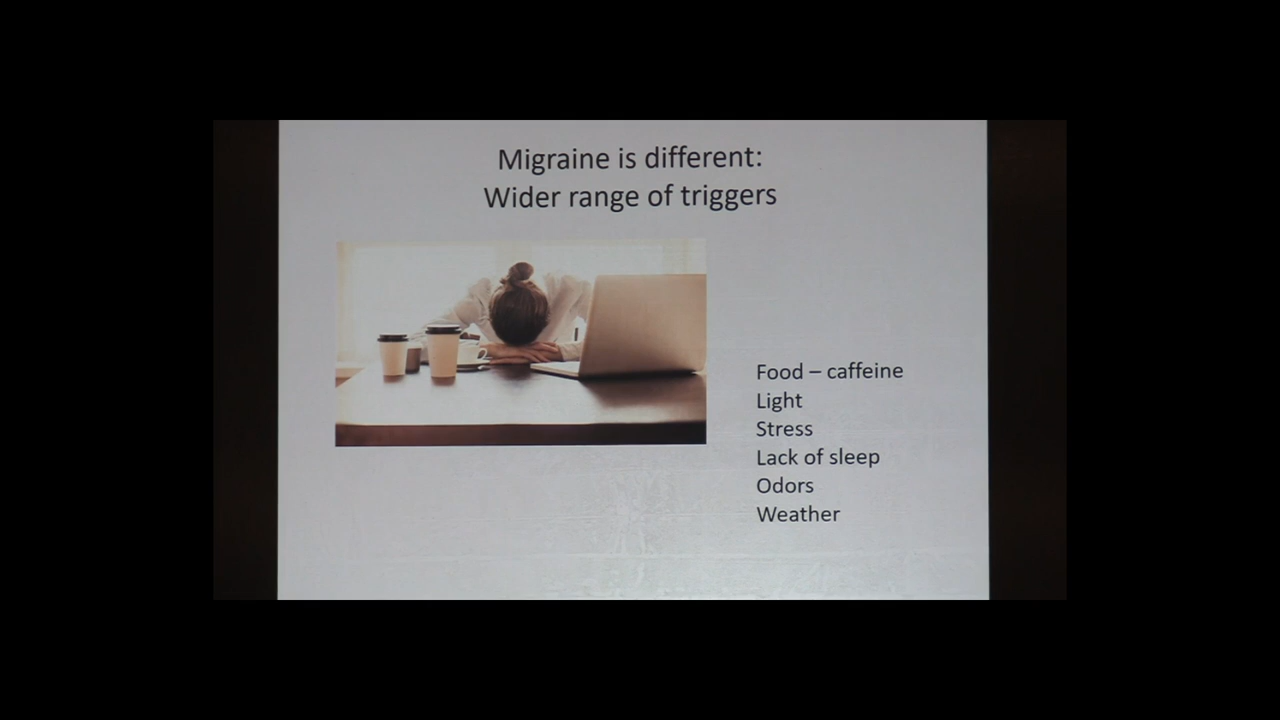 Migraine is different:
Wider range of triggers
Food – caffeine
Light
Stress
Lack of sleep
Odors
Weather